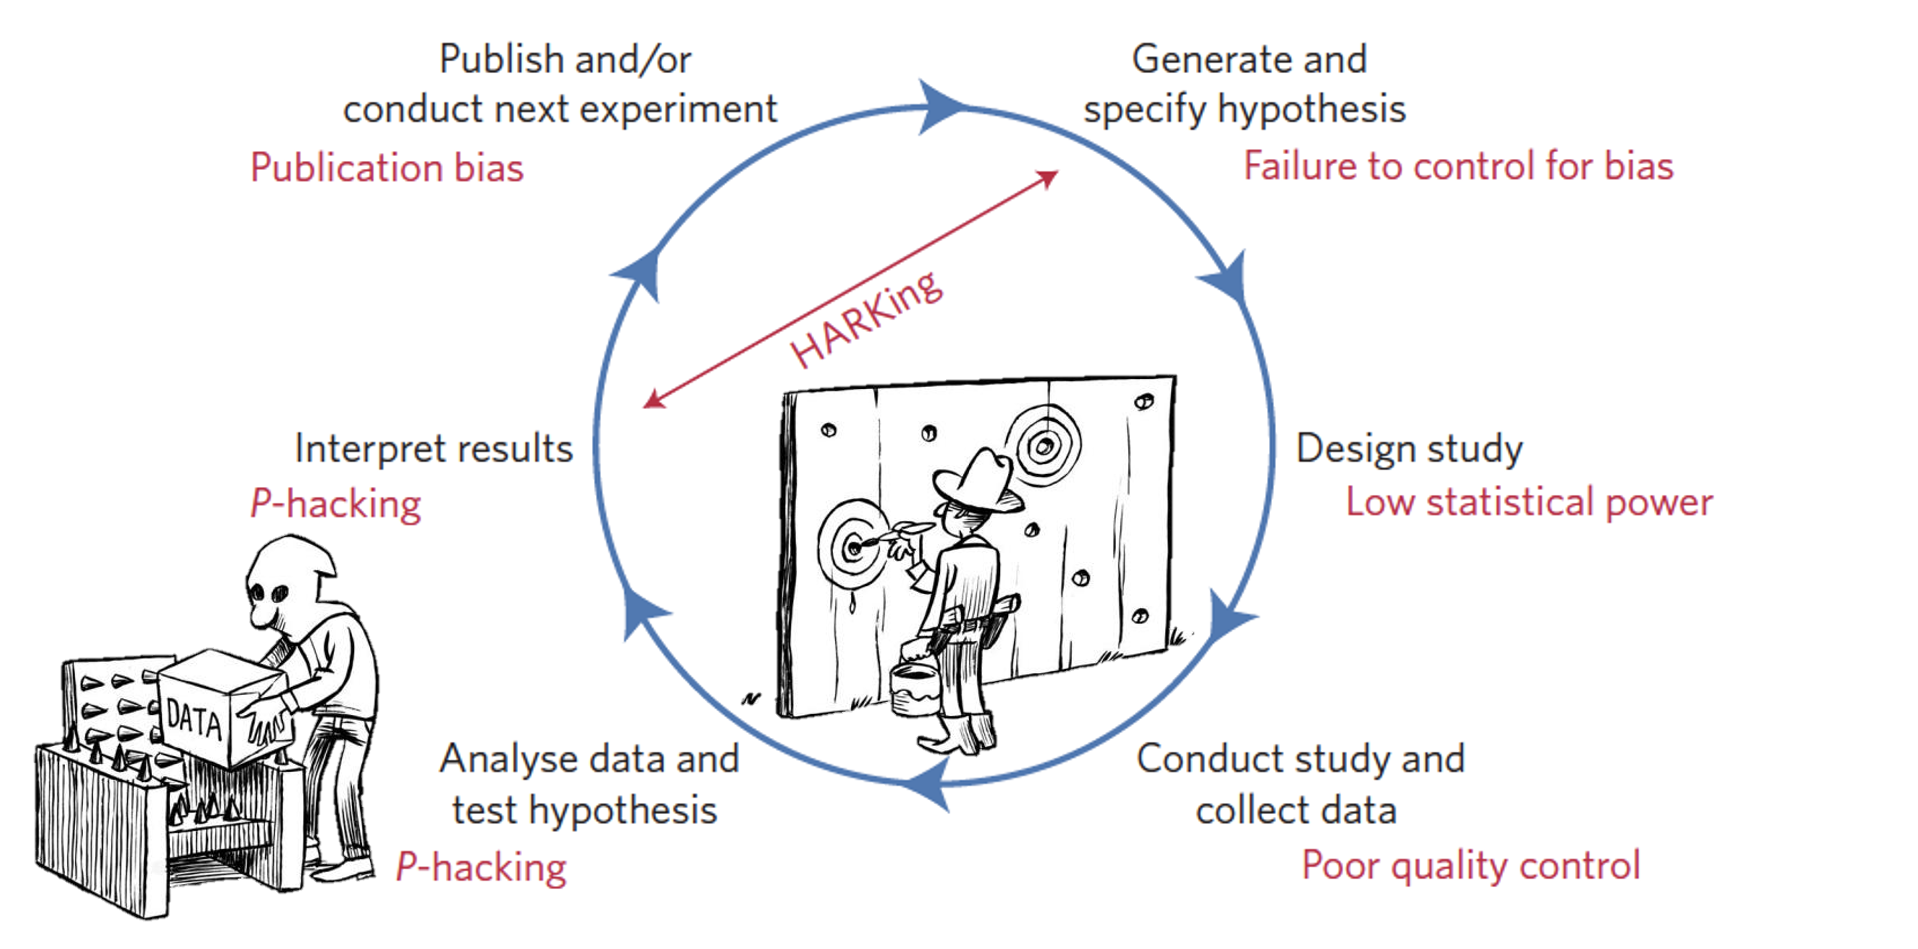 Publish and/or
conduct next experiment
Publication bias
Generate and
specify hypothesis
Failure to control for bias
HARKing
Interpret results
P-hacking
Design study
Low statistical power
DATA
Analyse data and
test hypothesis
P-hacking
Conduct study and
collect data
Poor quality control